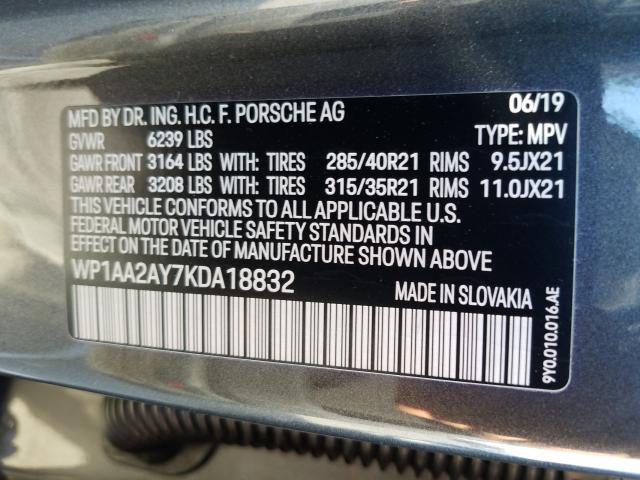 06/19
MFD BY DR. ING. H.C. F. PORSCHE AG
GVWR 6239 LBS TYPE: MPV
GAWR FRONT 3164 LBS WITH: TIRES 285/40R21 RIMS 9.5JX21
GAWR REAR 3208 LBS WITH: TIRES 315/35R21 RIMS 11.0JX21
THIS VEHICLE CONFORMS TO ALL APPLICABLE U.S.
FEDERAL MOTOR VEHICLE SAFETY STANDARDS IN
EFFECT ON THE DATE OF MANUFACTURE SHOWN ABOVE
WP1AA2AY7KDA18832
MADE IN SLOVAKIA
9Y0.010.016.AE